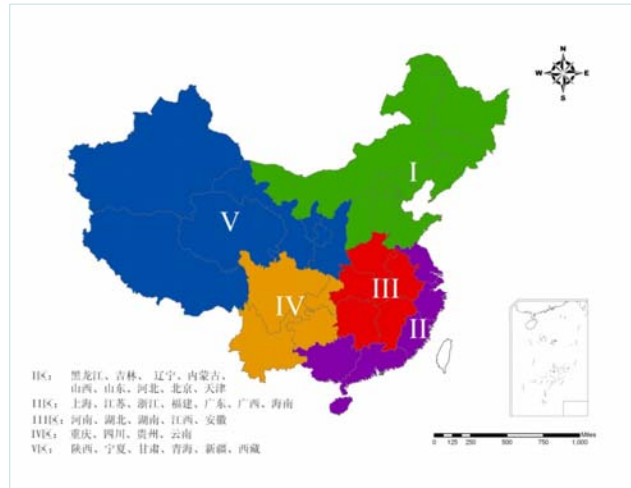 N
W E
S
I
V
IV
III
II
I区: 黑龙江、吉林、 辽宁、内蒙古、
山西、山东、河北、北京、天津
II区: 上海、江苏、浙江、福建、广东、广西、海南
III区: 河南、湖北、湖南、江西、安徽
IV区: 重庆、四川、贵州、云南
V区: 陕西、宁夏、甘肃、青海、新疆、西藏
0 125 250 500 750 1,000 Miles